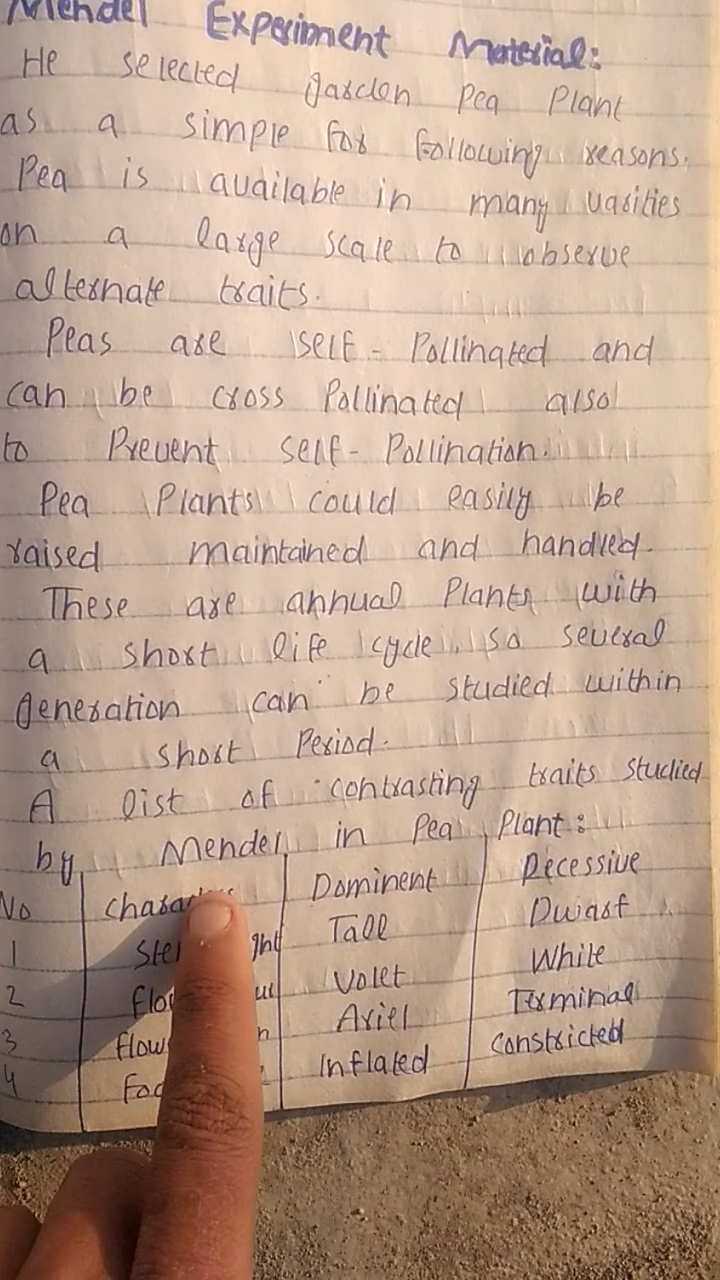 Mendel Experiment Material:
He selected garden Pea Plant
as a simple for following reasons.
Pea is available in many varities
on a large scale to observe
alternate traits.
Peas are self-Pollinated and
can be cross Pollinated also
to Prevent self-Pollination.
Pea Plants could easily be
raised maintained and handled.
These are annual Plants with
a short life cycle, so several
generation can be studied within
a short Period.
A list of contrasting traits studied
by Mendel in Pea Plant:
No Dominent Recessive
1 Tall Dwarf
2 Volet White
3 Axiel Terminal
4 Inflated Constricted